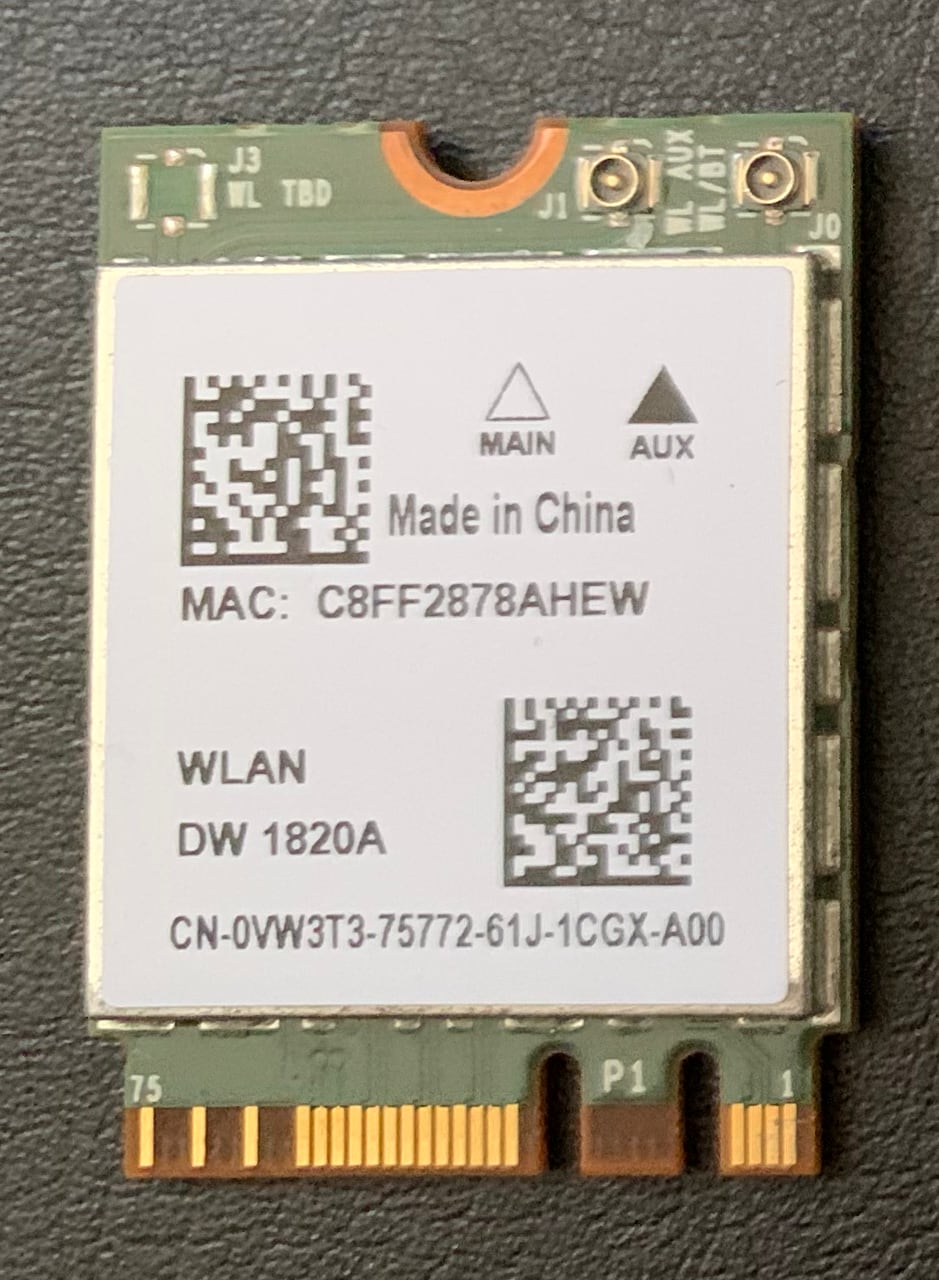 J3
WL TBD
J1
WL AUX
WL/BT
J0
MAIN
AUX
Made in China
MAC: C8FF2878AHEW
WLAN
DW 1820A
CN-0VW3T3-75772-61J-1CGX-A00
75
P1
1